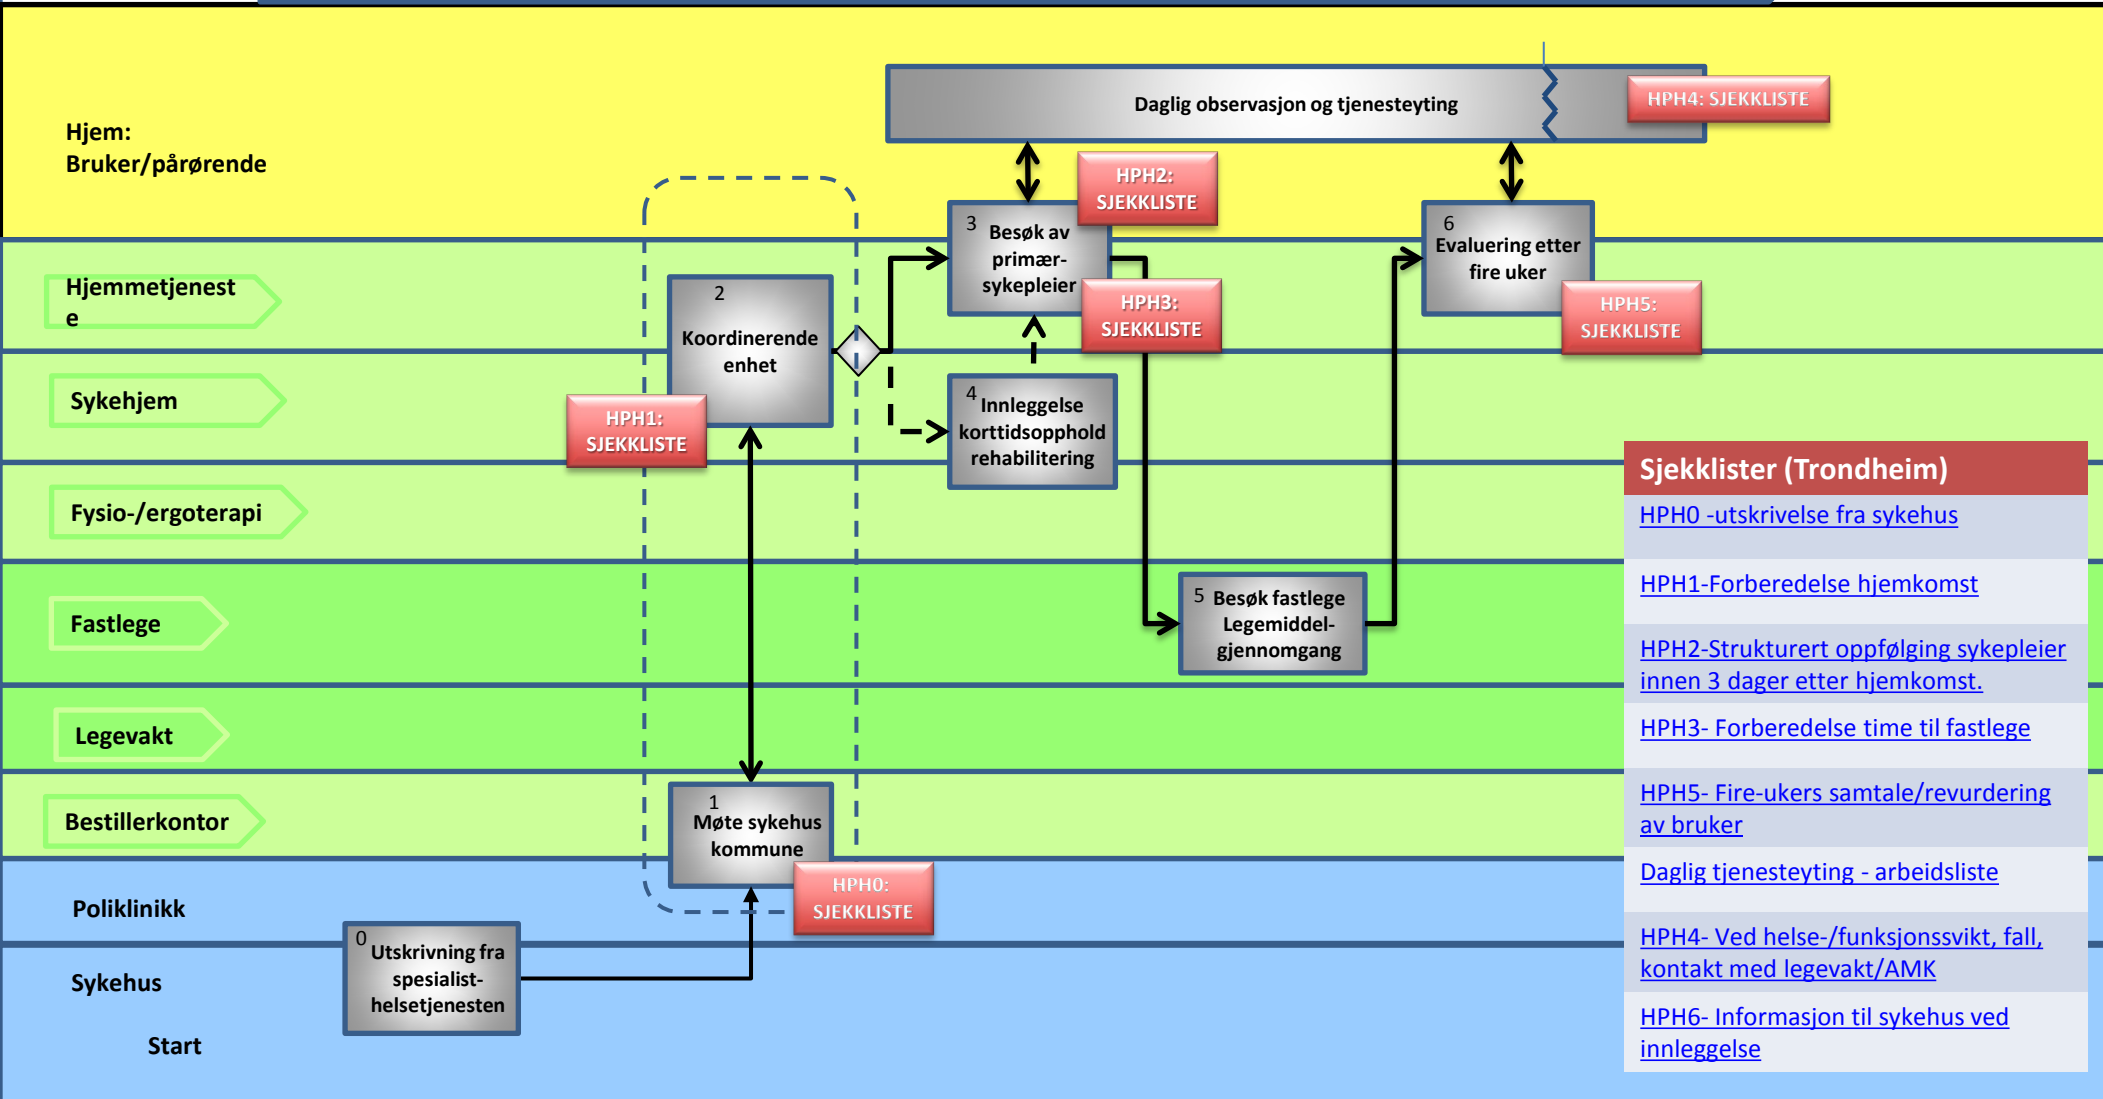 Daglig observasjon og tjenesteyting
HPH4: SJEKKLISTE
Hjem:
Bruker/pårørende
HPH2:
SJEKKLISTE
3
Besøk av
primær-
sykepleier
6
Evaluering etter
fire uker
Hjemmetjenest
e
2
Koordinerende
enhet
HPH3:
SJEKKLISTE
HPH5:
SJEKKLISTE
Sykehjem
HPH1:
SJEKKLISTE
4
Innleggelse
korttidsopphold
rehabilitering
Fysio-/ergoterapi
Fastlege
5
Besøk fastlege
Legemiddel-
gjennomgang
Legevakt
Bestillerkontor
1
Møte sykehus
kommune
HPH0:
SJEKKLISTE
Poliklinikk
0
Utskrivning fra
spesialist-
helsetjenesten
Sykehus
Start
Sjekklister (Trondheim)
HPH0 -utskrivelse fra sykehus
HPH1-Forberedelse hjemkomst
HPH2-Strukturert oppfølging sykepleier
innen 3 dager etter hjemkomst.
HPH3- Forberedelse time til fastlege
HPH5- Fire-ukers samtale/revurdering
av bruker
Daglig tjenesteyting - arbeidsliste
HPH4- Ved helse-/funksjonssvikt, fall,
kontakt med legevakt/AMK
HPH6- Informasjon til sykehus ved
innleggelse